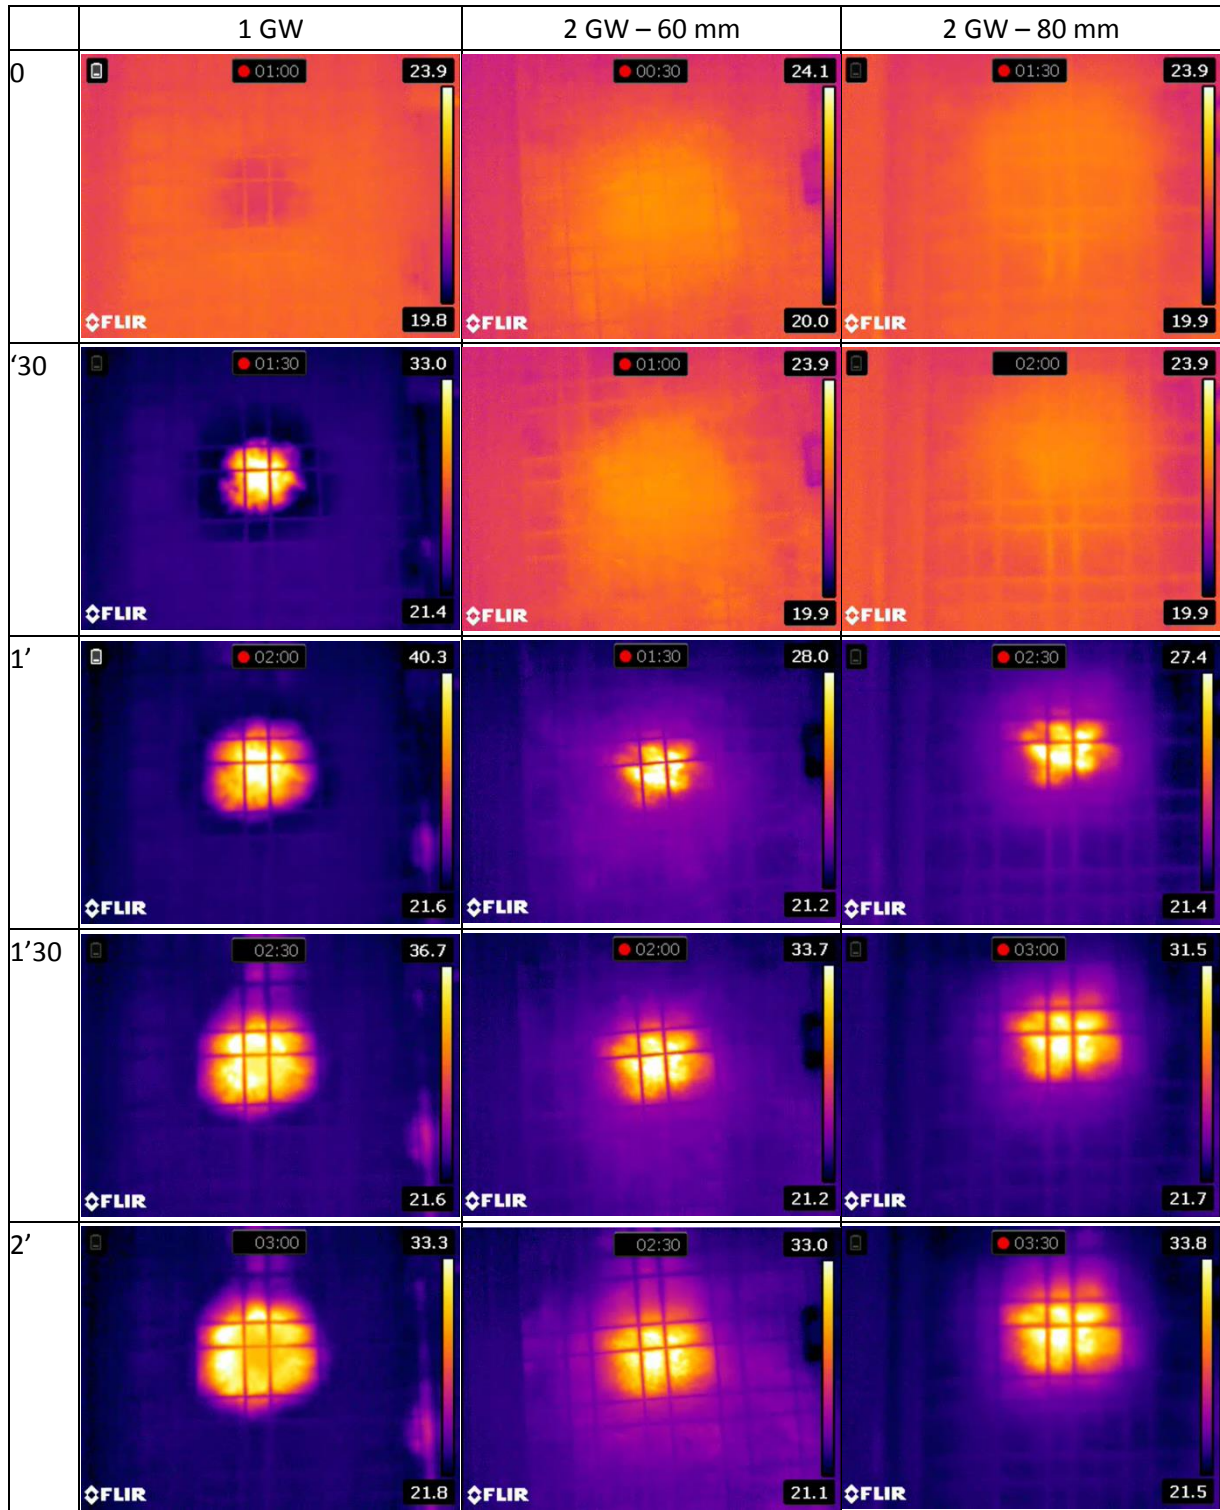 1 GW 2 GW – 60 mm 2 GW – 80 mm
0
01:00 23.9
FLIR 19.8
00:30 24.1
FLIR 20.0
01:30 23.9
FLIR 19.9
‘30
01:30 33.0
FLIR 21.4
01:00 23.9
FLIR 19.9
02:00 23.9
FLIR 19.9
1’
02:00 40.3
FLIR 21.6
01:30 28.0
FLIR 21.2
02:30 27.4
FLIR 21.4
1’30
02:30 36.7
FLIR 21.6
02:00 33.7
FLIR 21.2
03:00 31.5
FLIR 21.7
2’
03:00 33.3
FLIR 21.8
02:30 33.0
FLIR 21.1
03:30 33.8
FLIR 21.5